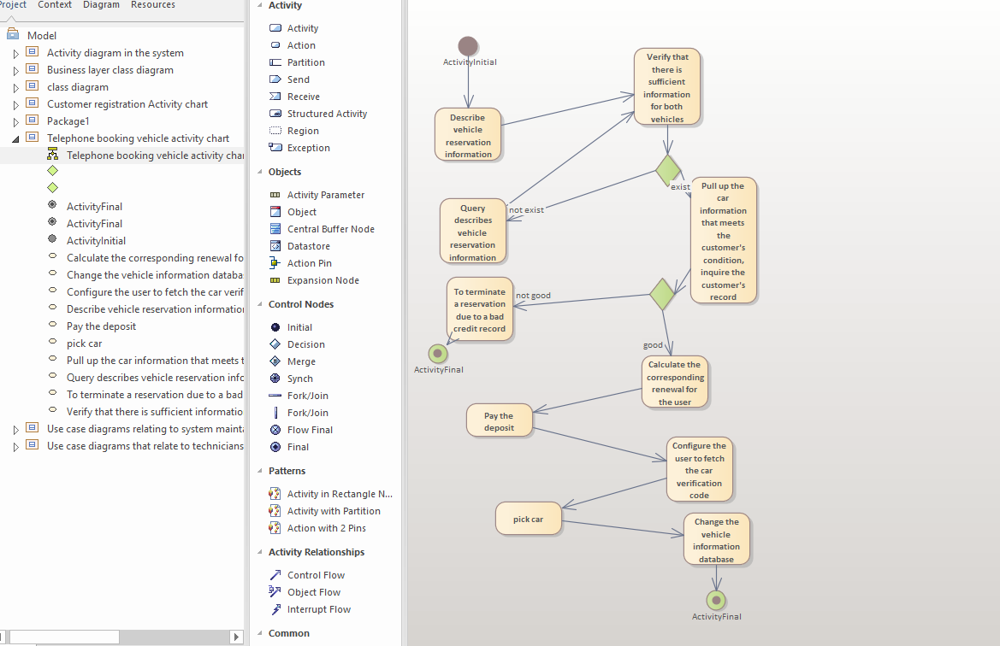 Project Context Diagram Resources
Model
Activity diagram in the system
Business layer class diagram
class diagram
Customer registration Activity chart
Package1
Telephone booking vehicle activity chart
Telephone booking vehicle activity char
ActivityFinal
ActivityFinal
ActivityInitial
Calculate the corresponding renewal fo
Change the vehicle information databa
Configure the user to fetch the car verif
Describe vehicle reservation information
Pay the deposit
pick car
Pull up the car information that meets t
Query describes vehicle reservation info
To terminate a reservation due to a bad
Verify that there is sufficient informatio
Use case diagrams relating to system mainta
Use case diagrams that relate to technicians
Activity
Activity
Action
Partition
Send
Receive
Structured Activity
Region
Exception
Objects
Activity Parameter
Object
Central Buffer Node
Datastore
Action Pin
Expansion Node
Control Nodes
Initial
Decision
Merge
Synch
Fork/Join
Fork/Join
Flow Final
Final
Patterns
Activity in Rectangle N...
Activity with Partition
Action with 2 Pins
Activity Relationships
Control Flow
Object Flow
Interrupt Flow
Common
ActivityInitial
Describe
vehicle
reservation
information
Verify that
there is
sufficient
information
for both
vehicles
exist
not exist
Query
describes
vehicle
reservation
information
Pull up the
car
information
that meets
the
customer's
condition,
inquire the
customer's
record
not good
To terminate
a reservation
due to a bad
credit record
ActivityFinal
good
Calculate the
corresponding
renewal for
the user
Pay the
deposit
Configure the
user to fetch
the car
verification
code
pick car
Change the
vehicle
information
database
ActivityFinal